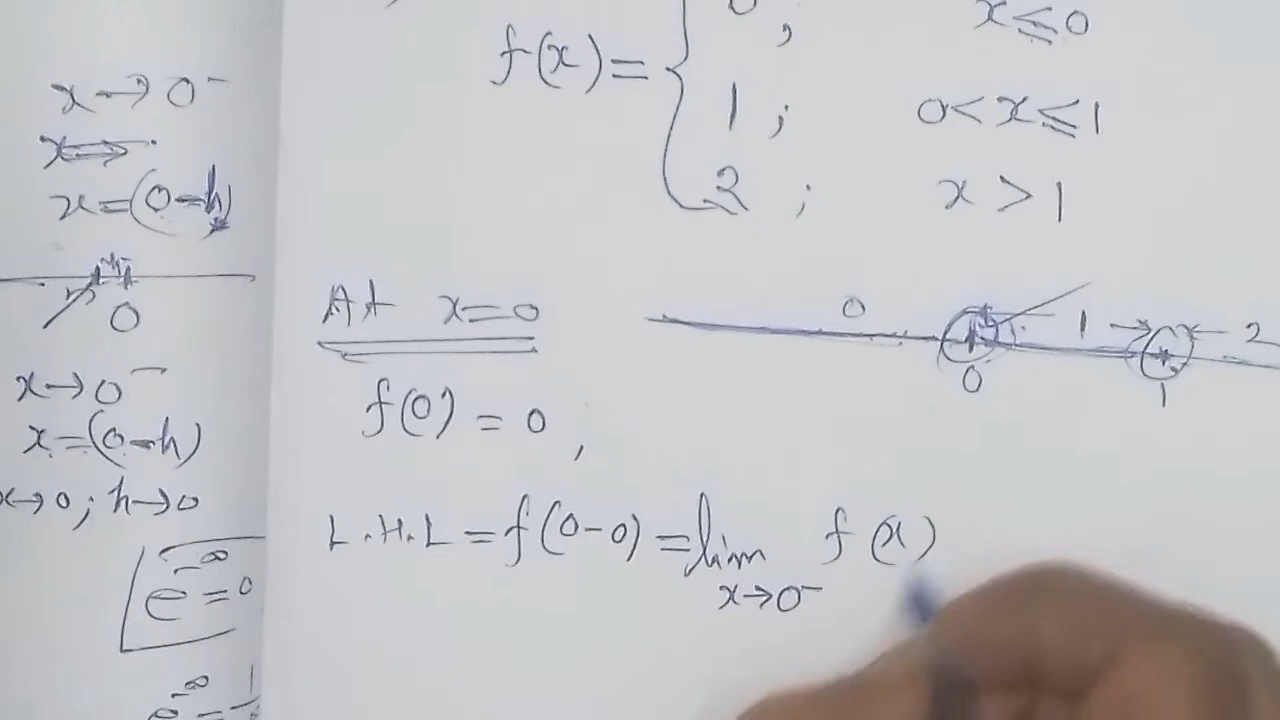 x→0⁻
x=(0-h)
0
x→0⁻
x=(0-h)
x→0; h→0
e^-∞=0
f(x)= { 0; x≤0
1; 0<x≤1
2; x>1
At x=0
0 1 2
0 1
f(0)=0,
L.H.L=f(0-0)=lim f(x)
x→0⁻